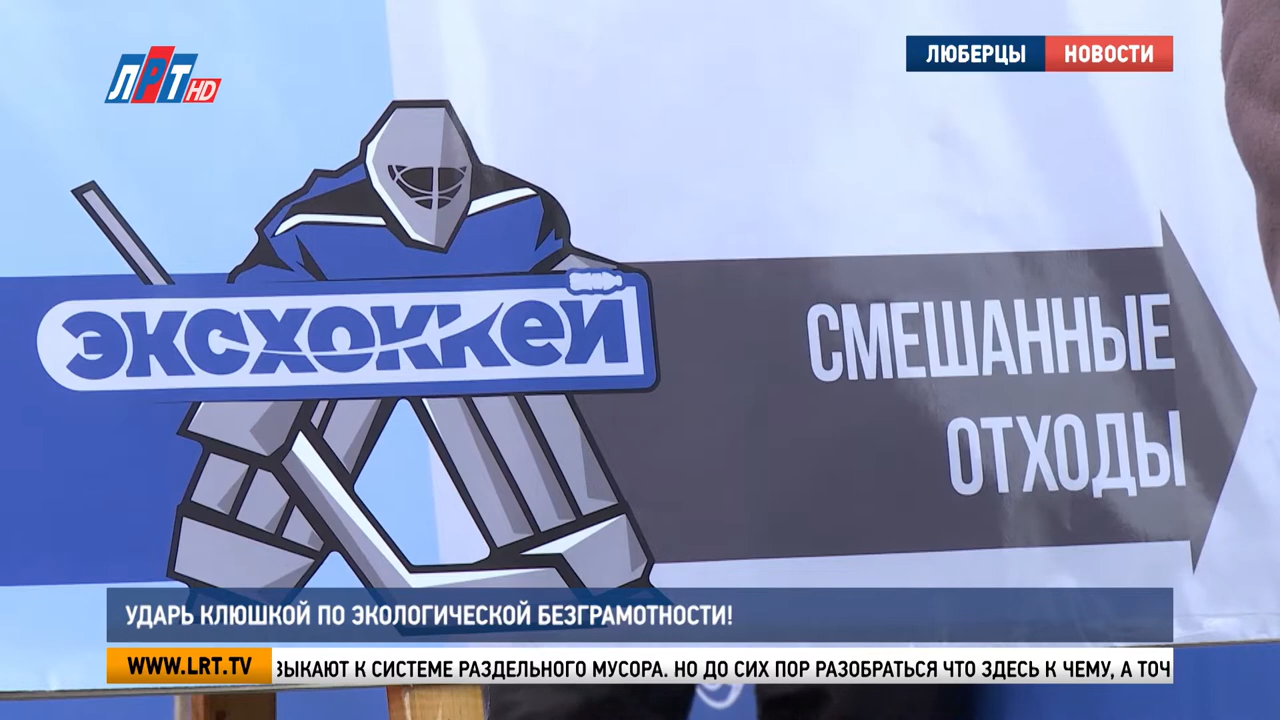 ЛРТ HD
ЛЮБЕРЦЫ НОВОСТИ
ЭКСХОККЕЙ
СМЕШАННЫЕ
ОТХОДЫ
УДАРЬ КЛЮШКОЙ ПО ЭКОЛОГИЧЕСКОЙ БЕЗГРАМОТНОСТИ!
WWW.LRT.TV
ЗЫКАЮТ К СИСТЕМЕ РАЗДЕЛЬНОГО МУСОРА. НО ДО СИХ ПОР РАЗОБРАТЬСЯ ЧТО ЗДЕСЬ К ЧЕМУ, А ТОЧ